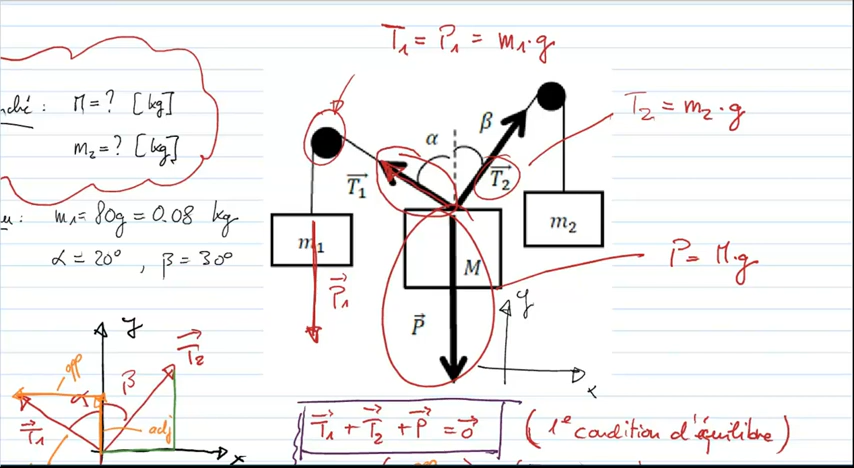 T₁ = P₁ = m₁·g
nché : M = ? [kg]
m₂ = ? [kg]
α
β
T₂ = m₂·g
T₁
T₂
u : m₁ = 80g = 0.08 kg
m₁
m₂
α = 20° , β = 30°
P₁
M
P = M·g
P
y
x
y
T₂
opp
α
β
T₁
adj
x
T₁ + T₂ + P = 0 (1e condition d'équilibre)